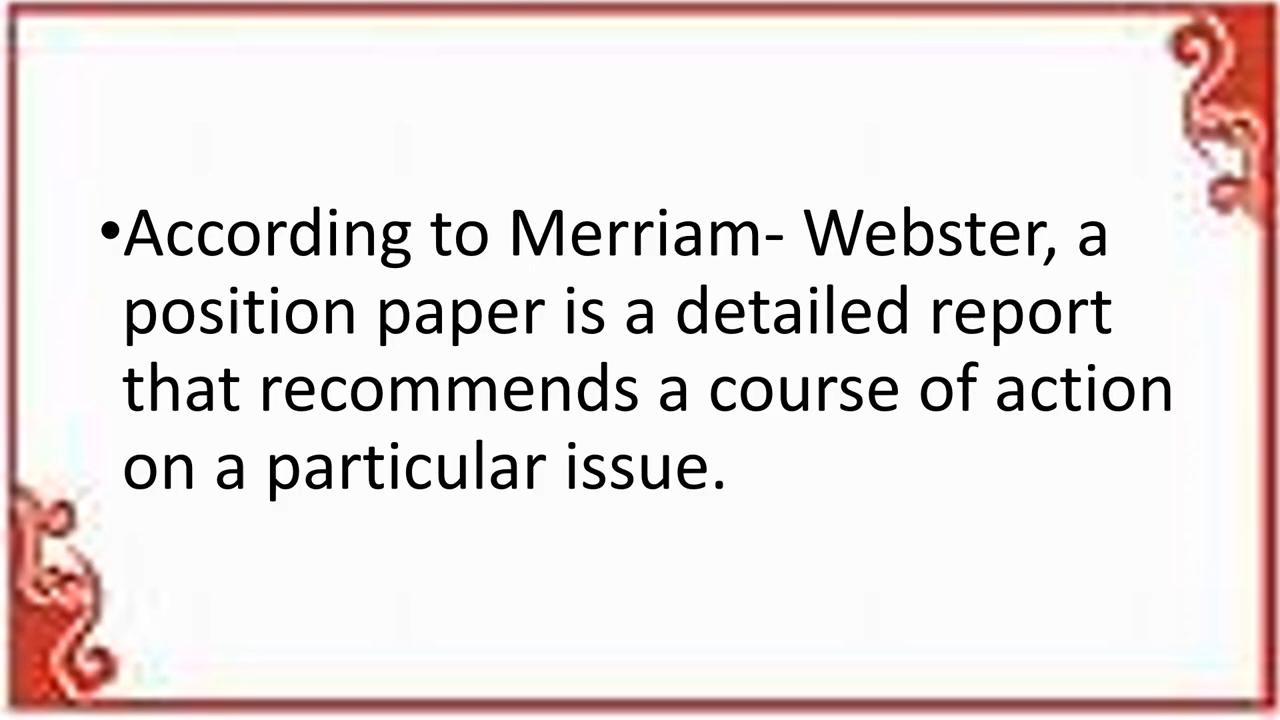 •According to Merriam- Webster, a
position paper is a detailed report
that recommends a course of action
on a particular issue.